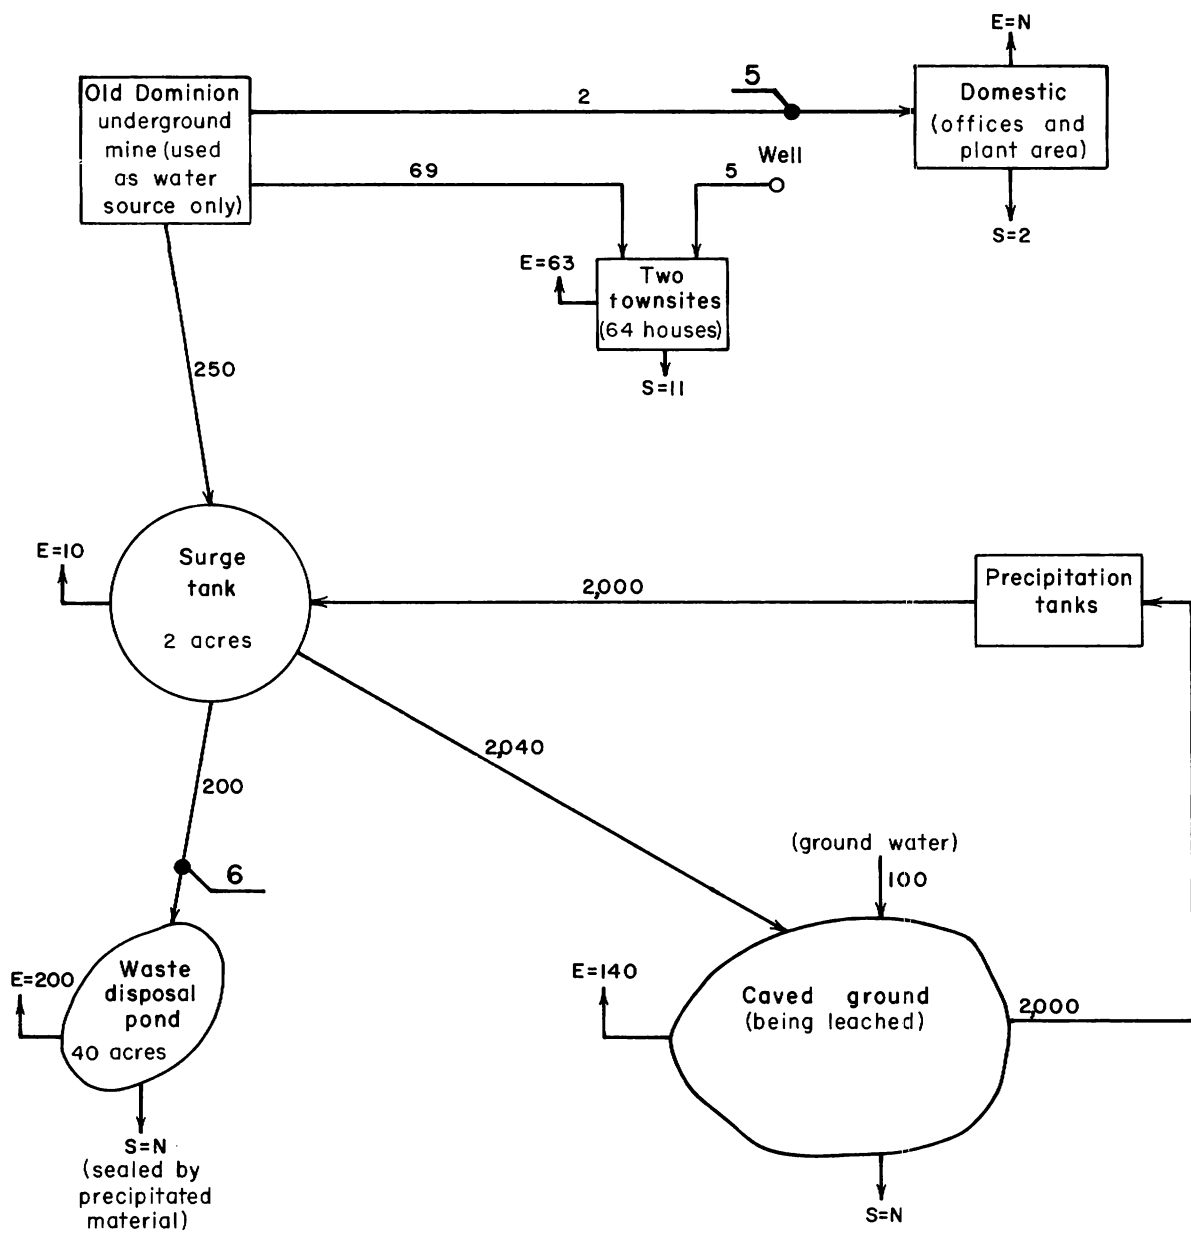 E=N
Old Dominion
underground
mine (used
as water
source only)
2
5
Domestic
(offices and
plant area)
S=2
69
5
Well
E=63
Two
townsites
(64 houses)
S=11
250
E=10
Surge
tank
2 acres
2,000
Precipitation
tanks
2,040
200
6
(ground water)
100
E=200
Waste
disposal
pond
40 acres
S=N
(sealed by
precipitated
material)
E=140
Caved ground
(being leached)
2,000
S=N